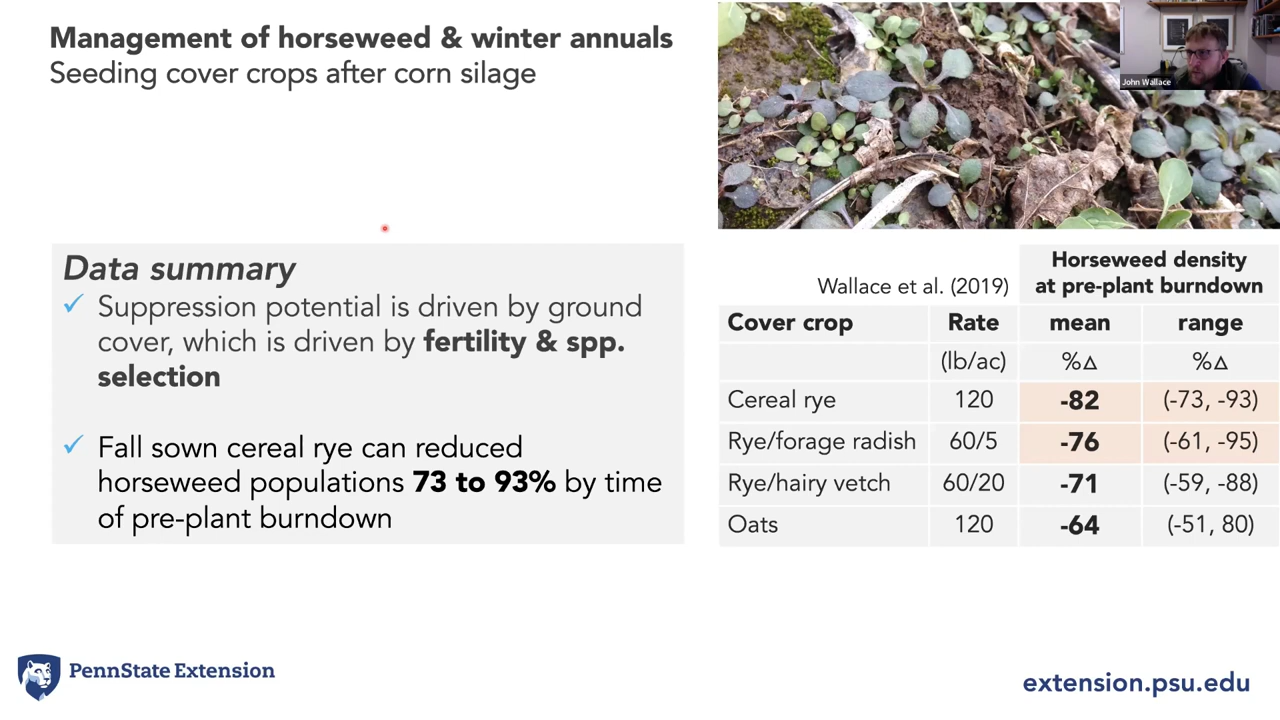 Management of horseweed & winter annuals
Seeding cover crops after corn silage
John Wallace
Data summary
✓ Suppression potential is driven by ground
cover, which is driven by fertility & spp.
selection
✓ Fall sown cereal rye can reduced
horseweed populations 73 to 93% by time
of pre-plant burndown
Wallace et al. (2019)
Horseweed density
at pre-plant burndown
Cover crop Rate mean range
(lb/ac) %Δ %Δ
Cereal rye 120 -82 (-73, -93)
Rye/forage radish 60/5 -76 (-61, -95)
Rye/hairy vetch 60/20 -71 (-59, -88)
Oats 120 -64 (-51, 80)
PennState Extension
extension.psu.edu